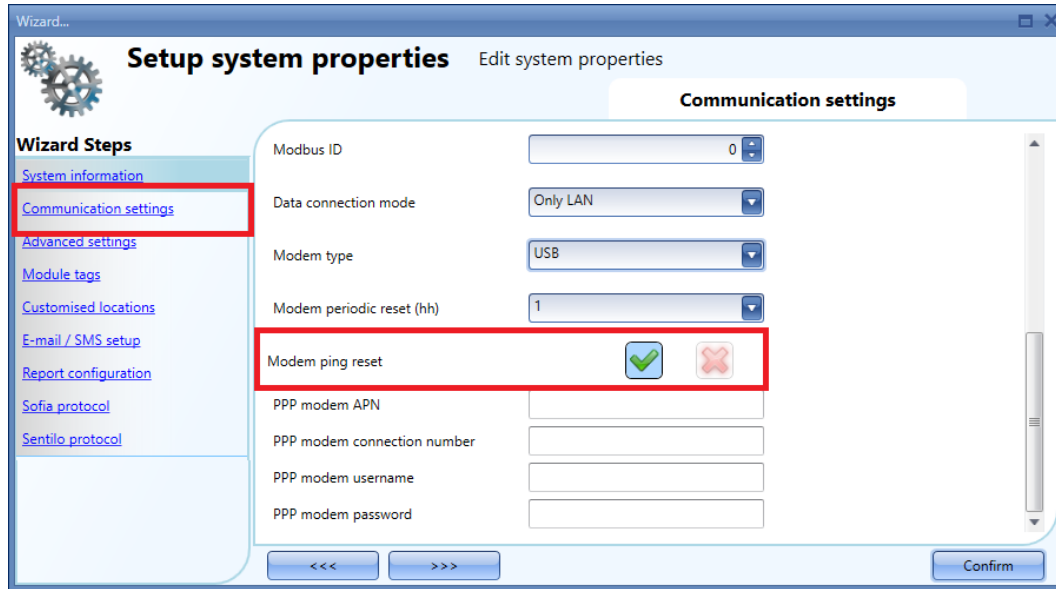 Wizard...
Setup system properties Edit system properties
Communication settings
Wizard Steps
System information
Communication settings
Advanced settings
Module tags
Customised locations
E-mail / SMS setup
Report configuration
Sofia protocol
Sentilo protocol
Modbus ID 0
Data connection mode Only LAN
Modem type USB
Modem periodic reset (hh) 1
Modem ping reset
PPP modem APN
PPP modem connection number
PPP modem username
PPP modem password
<<< >>> Confirm